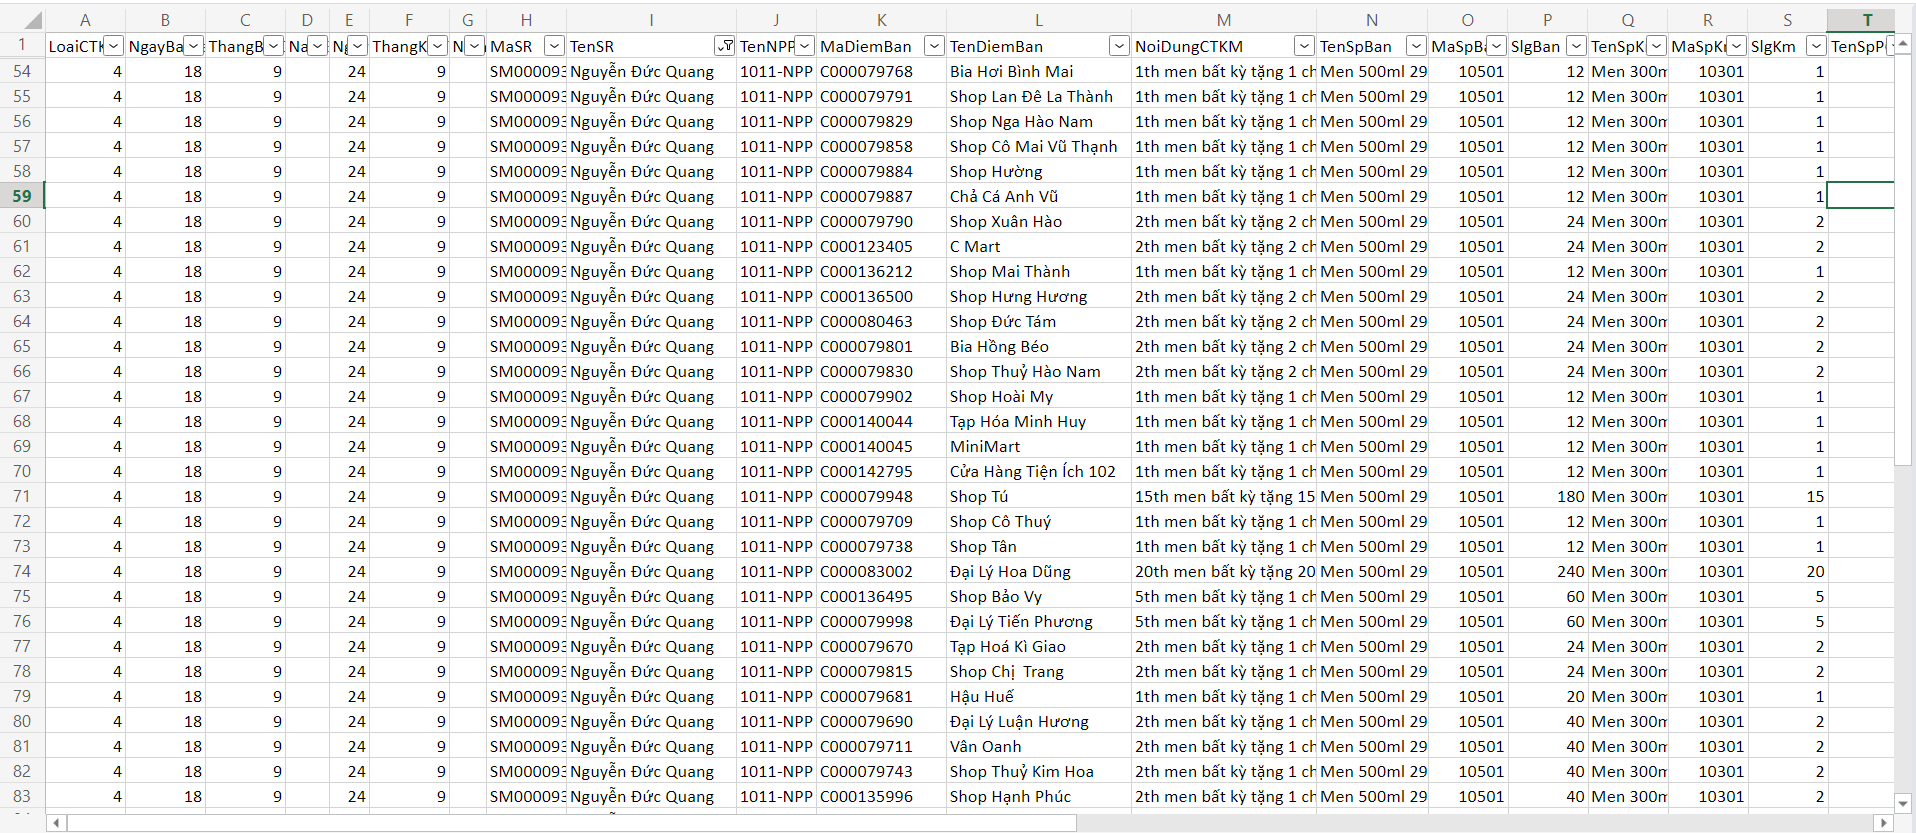 A B C D E F G H I J K L M N O P Q R S T
1 LoaiCTK NgayBa ThangB Na Ng ThangK N MaSR TenSR TenNPP MaDiemBan TenDiemBan NoiDungCTKM TenSpBan MaSpBa SlgBan TenSpK MaSpK SlgKm TenSpP
54 4 18 9 24 9 SM000093 Nguyễn Đức Quang 1011-NPP C000079768 Bia Hơi Bình Mai 1th men bất kỳ tặng 1 ch Men 500ml 29 10501 12 Men 300m 10301 1
55 4 18 9 24 9 SM000093 Nguyễn Đức Quang 1011-NPP C000079791 Shop Lan Đê La Thành 1th men bất kỳ tặng 1 ch Men 500ml 29 10501 12 Men 300m 10301 1
56 4 18 9 24 9 SM000093 Nguyễn Đức Quang 1011-NPP C000079829 Shop Nga Hào Nam 1th men bất kỳ tặng 1 ch Men 500ml 29 10501 12 Men 300m 10301 1
57 4 18 9 24 9 SM000093 Nguyễn Đức Quang 1011-NPP C000079858 Shop Cô Mai Vũ Thạnh 1th men bất kỳ tặng 1 ch Men 500ml 29 10501 12 Men 300m 10301 1
58 4 18 9 24 9 SM000093 Nguyễn Đức Quang 1011-NPP C000079884 Shop Hường 1th men bất kỳ tặng 1 ch Men 500ml 29 10501 12 Men 300m 10301 1
59 4 18 9 24 9 SM000093 Nguyễn Đức Quang 1011-NPP C000079887 Chả Cá Anh Vũ 1th men bất kỳ tặng 1 ch Men 500ml 29 10501 12 Men 300m 10301 1
60 4 18 9 24 9 SM000093 Nguyễn Đức Quang 1011-NPP C000079790 Shop Xuân Hào 2th men bất kỳ tặng 2 ch Men 500ml 29 10501 24 Men 300m 10301 2
61 4 18 9 24 9 SM000093 Nguyễn Đức Quang 1011-NPP C000123405 C Mart 2th men bất kỳ tặng 2 ch Men 500ml 29 10501 24 Men 300m 10301 2
62 4 18 9 24 9 SM000093 Nguyễn Đức Quang 1011-NPP C000136212 Shop Mai Thành 1th men bất kỳ tặng 1 ch Men 500ml 29 10501 12 Men 300m 10301 1
63 4 18 9 24 9 SM000093 Nguyễn Đức Quang 1011-NPP C000136500 Shop Hưng Hương 2th men bất kỳ tặng 2 ch Men 500ml 29 10501 24 Men 300m 10301 2
64 4 18 9 24 9 SM000093 Nguyễn Đức Quang 1011-NPP C000080463 Shop Đức Tám 2th men bất kỳ tặng 2 ch Men 500ml 29 10501 24 Men 300m 10301 2
65 4 18 9 24 9 SM000093 Nguyễn Đức Quang 1011-NPP C000079801 Bia Hồng Béo 2th men bất kỳ tặng 2 ch Men 500ml 29 10501 24 Men 300m 10301 2
66 4 18 9 24 9 SM000093 Nguyễn Đức Quang 1011-NPP C000079830 Shop Thuỷ Hào Nam 2th men bất kỳ tặng 2 ch Men 500ml 29 10501 24 Men 300m 10301 2
67 4 18 9 24 9 SM000093 Nguyễn Đức Quang 1011-NPP C000079902 Shop Hoài My 1th men bất kỳ tặng 1 ch Men 500ml 29 10501 12 Men 300m 10301 1
68 4 18 9 24 9 SM000093 Nguyễn Đức Quang 1011-NPP C000140044 Tạp Hóa Minh Huy 1th men bất kỳ tặng 1 ch Men 500ml 29 10501 12 Men 300m 10301 1
69 4 18 9 24 9 SM000093 Nguyễn Đức Quang 1011-NPP C000140045 MiniMart 1th men bất kỳ tặng 1 ch Men 500ml 29 10501 12 Men 300m 10301 1
70 4 18 9 24 9 SM000093 Nguyễn Đức Quang 1011-NPP C000142795 Cửa Hàng Tiện Ích 102 1th men bất kỳ tặng 1 ch Men 500ml 29 10501 12 Men 300m 10301 1
71 4 18 9 24 9 SM000093 Nguyễn Đức Quang 1011-NPP C000079948 Shop Tú 15th men bất kỳ tặng 15 Men 500ml 29 10501 180 Men 300m 10301 15
72 4 18 9 24 9 SM000093 Nguyễn Đức Quang 1011-NPP C000079709 Shop Cô Thuý 1th men bất kỳ tặng 1 ch Men 500ml 29 10501 12 Men 300m 10301 1
73 4 18 9 24 9 SM000093 Nguyễn Đức Quang 1011-NPP C000079738 Shop Tân 1th men bất kỳ tặng 1 ch Men 500ml 29 10501 12 Men 300m 10301 1
74 4 18 9 24 9 SM000093 Nguyễn Đức Quang 1011-NPP C000083002 Đại Lý Hoa Dũng 20th men bất kỳ tặng 20 Men 500ml 29 10501 240 Men 300m 10301 20
75 4 18 9 24 9 SM000093 Nguyễn Đức Quang 1011-NPP C000136495 Shop Bảo Vy 5th men bất kỳ tặng 1 ch Men 500ml 29 10501 60 Men 300m 10301 5
76 4 18 9 24 9 SM000093 Nguyễn Đức Quang 1011-NPP C000079998 Đại Lý Tiến Phương 5th men bất kỳ tặng 1 ch Men 500ml 29 10501 60 Men 300m 10301 5
77 4 18 9 24 9 SM000093 Nguyễn Đức Quang 1011-NPP C000079670 Tạp Hoá Kì Giao 2th men bất kỳ tặng 1 ch Men 500ml 29 10501 24 Men 300m 10301 2
78 4 18 9 24 9 SM000093 Nguyễn Đức Quang 1011-NPP C000079815 Shop Chị Trang 2th men bất kỳ tặng 1 ch Men 500ml 29 10501 24 Men 300m 10301 2
79 4 18 9 24 9 SM000093 Nguyễn Đức Quang 1011-NPP C000079681 Hậu Huế 1th men bất kỳ tặng 1 ch Men 500ml 29 10501 20 Men 300m 10301 1
80 4 18 9 24 9 SM000093 Nguyễn Đức Quang 1011-NPP C000079690 Đại Lý Luận Hương 2th men bất kỳ tặng 1 ch Men 500ml 29 10501 40 Men 300m 10301 2
81 4 18 9 24 9 SM000093 Nguyễn Đức Quang 1011-NPP C000079711 Vân Oanh 2th men bất kỳ tặng 1 ch Men 500ml 29 10501 40 Men 300m 10301 2
82 4 18 9 24 9 SM000093 Nguyễn Đức Quang 1011-NPP C000079743 Shop Thuỷ Kim Hoa 2th men bất kỳ tặng 1 ch Men 500ml 29 10501 40 Men 300m 10301 2
83 4 18 9 24 9 SM000093 Nguyễn Đức Quang 1011-NPP C000135996 Shop Hạnh Phúc 2th men bất kỳ tặng 1 ch Men 500ml 29 10501 40 Men 300m 10301 2